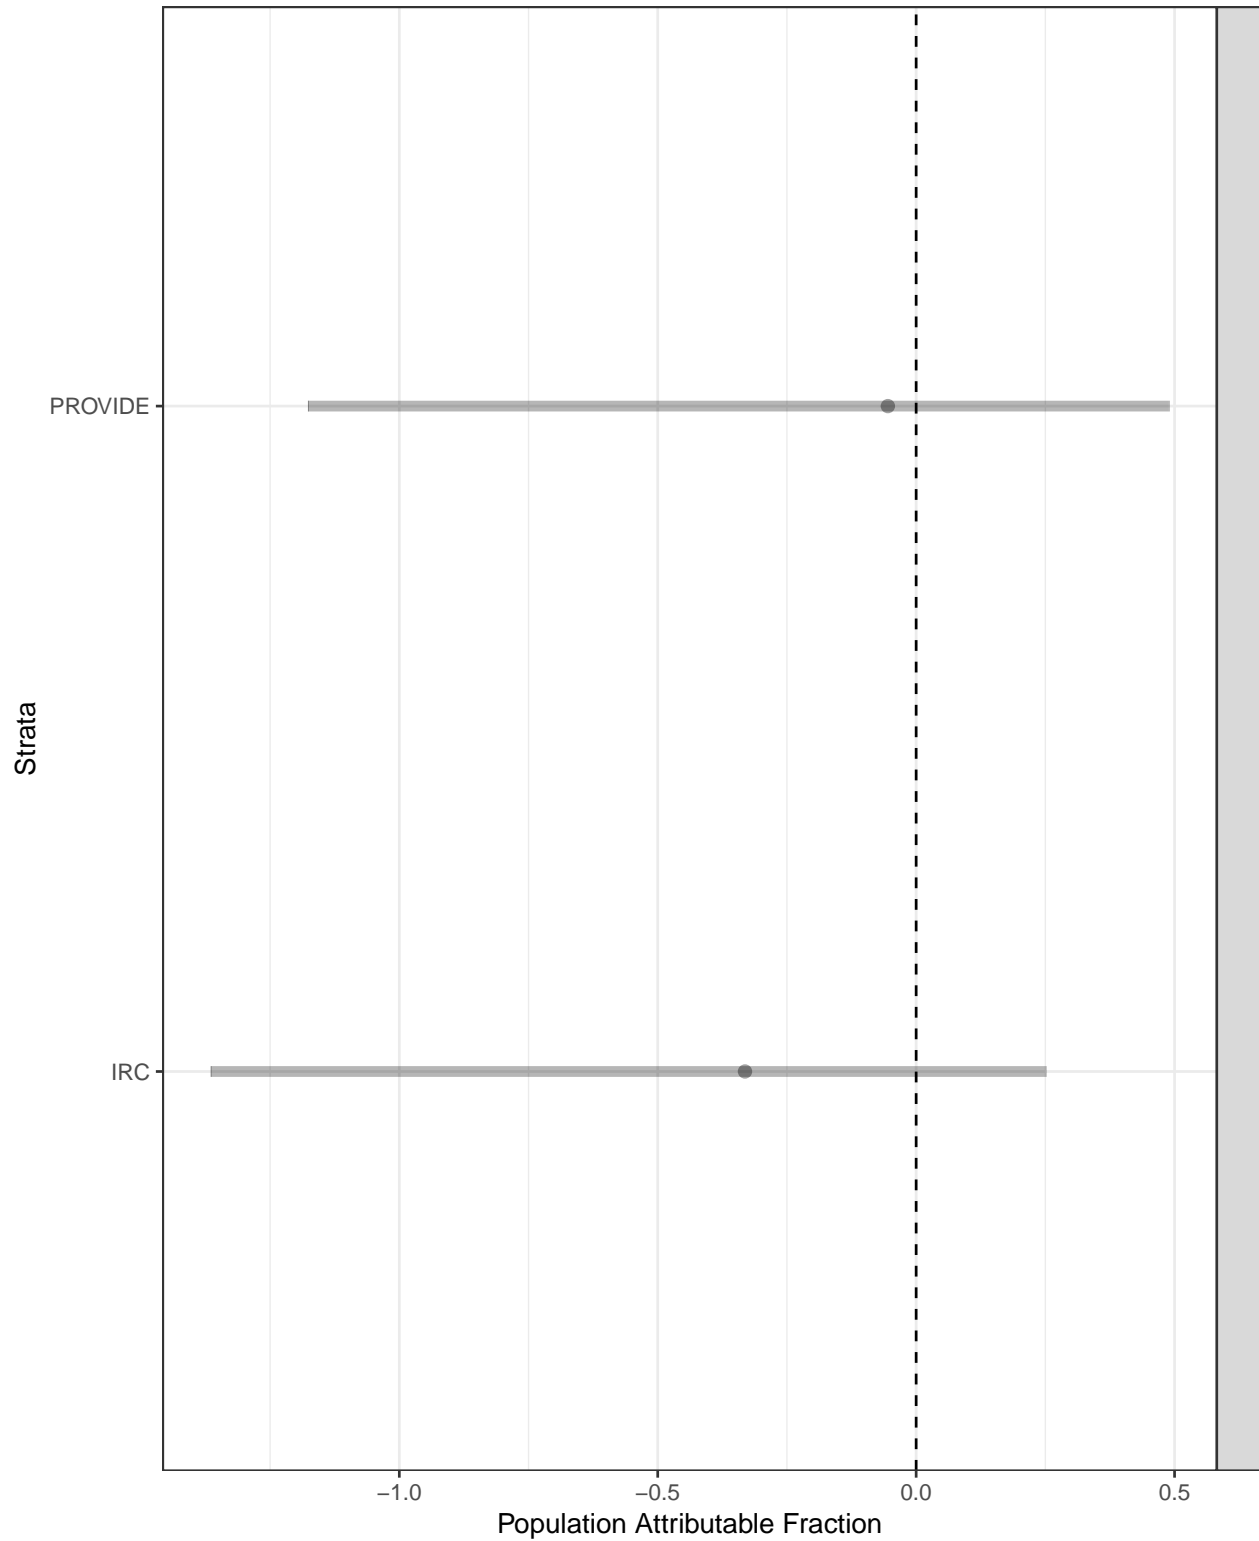 PROVIDE
Strata
IRC
−1.0
−0.5
0.0
0.5
Population Attributable Fraction